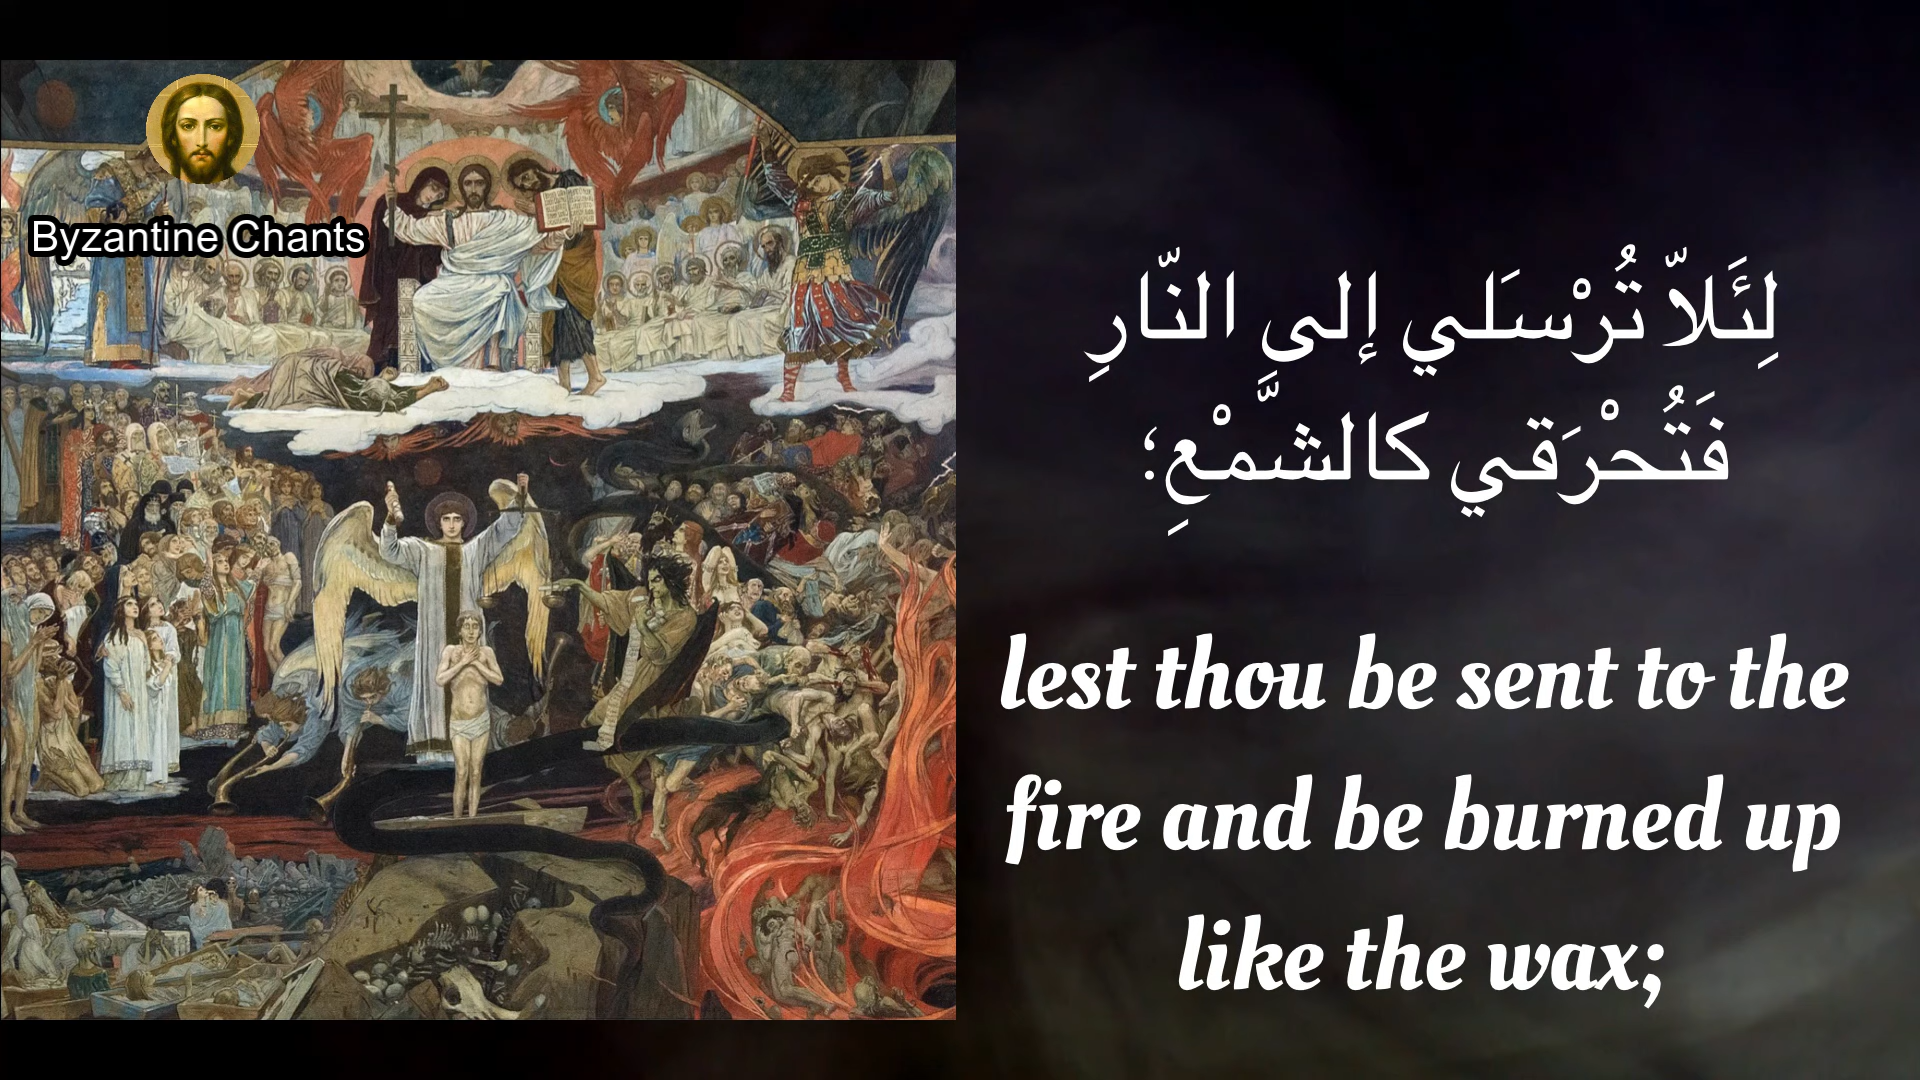 Byzantine Chants
لِئَلاّ تُرْسَلي إلى النّارِ
فَتُحْرَقي كالشَّمْعِ؛
lest thou be sent to the
fire and be burned up
like the wax;